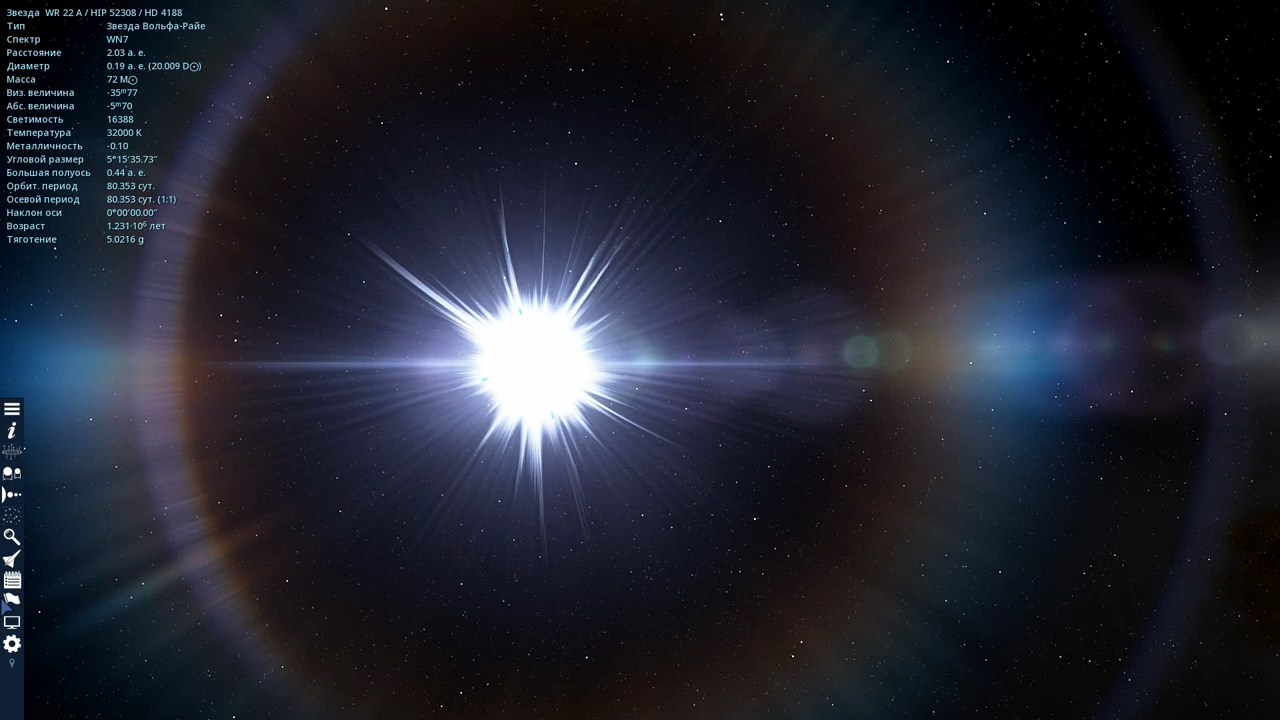 Звезда WR 22 A / HIP 52308 / HD 4188
Тип Звезда Вольфа-Райе
Спектр WN7
Расстояние 2.03 а. е.
Диаметр 0.19 а. е. (20.009 D☉)
Масса 72 M☉
Виз. величина -35ᵐ77
Абс. величина -5ᵐ70
Светимость 16388
Температура 32000 K
Металличность -0.10
Угловой размер 5°15′35.73″
Большая полуось 0.44 а. е.
Орбит. период 80.353 сут.
Осевой период 80.353 сут. (1:1)
Наклон оси 0°00′00.00″
Возраст 1.231·10⁶ лет
Тяготение 5.0216 g